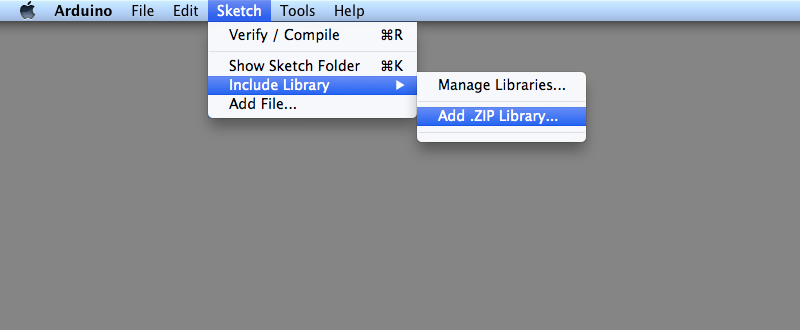 Arduino File Edit Sketch Tools Help
Verify / Compile ⌘R
Show Sketch Folder ⌘K
Include Library ▶
Add File...
Manage Libraries...
Add .ZIP Library...